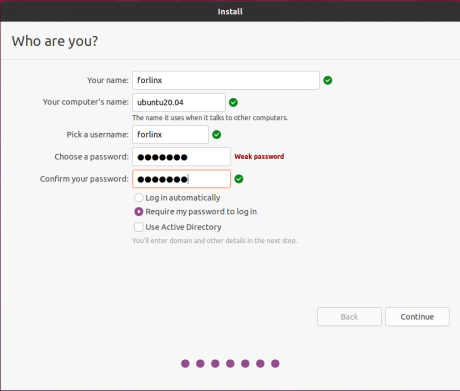 Install
Who are you?
Your name: forlinx
Your computer's name: ubuntu20.04
The name it uses when it talks to other computers.
Pick a username: forlinx
Choose a password: ●●●●●●● Weak password
Confirm your password: ●●●●●●●
Log in automatically
Require my password to log in
Use Active Directory
You'll enter domain and other details in the next step.
Back Continue